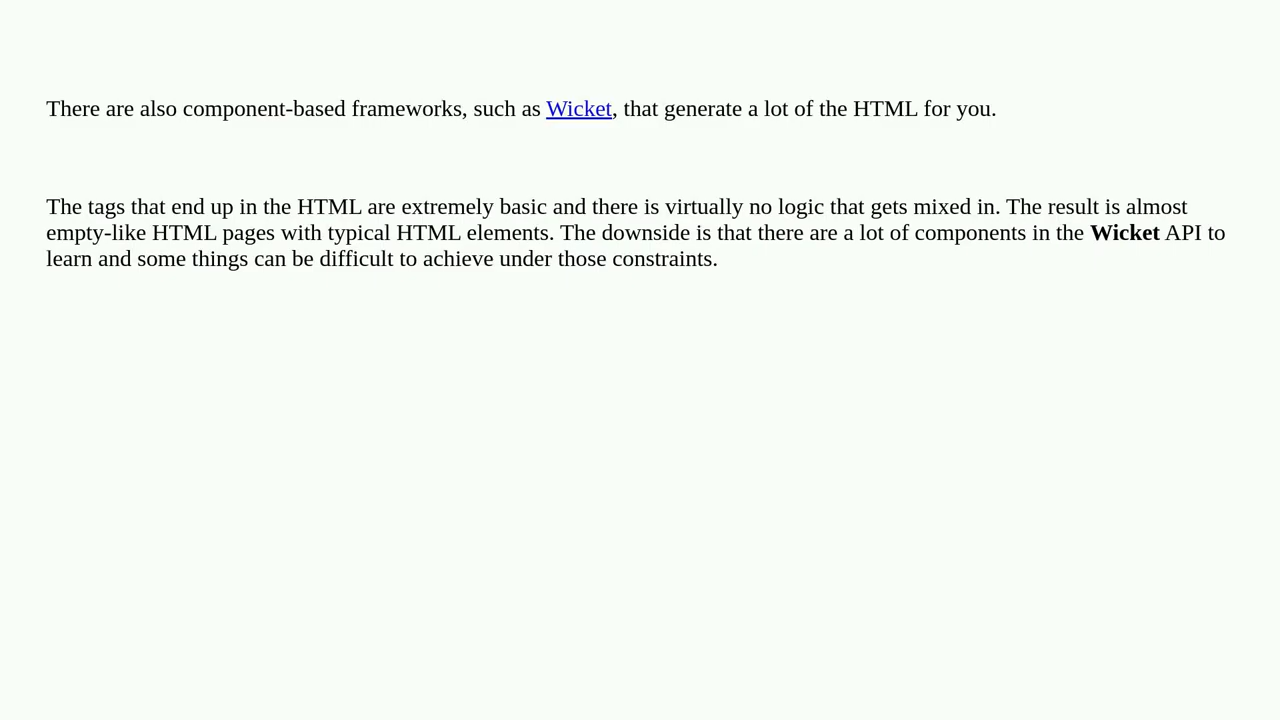 There are also component-based frameworks, such as Wicket, that generate a lot of the HTML for you.
The tags that end up in the HTML are extremely basic and there is virtually no logic that gets mixed in. The result is almost
empty-like HTML pages with typical HTML elements. The downside is that there are a lot of components in the Wicket API to
learn and some things can be difficult to achieve under those constraints.